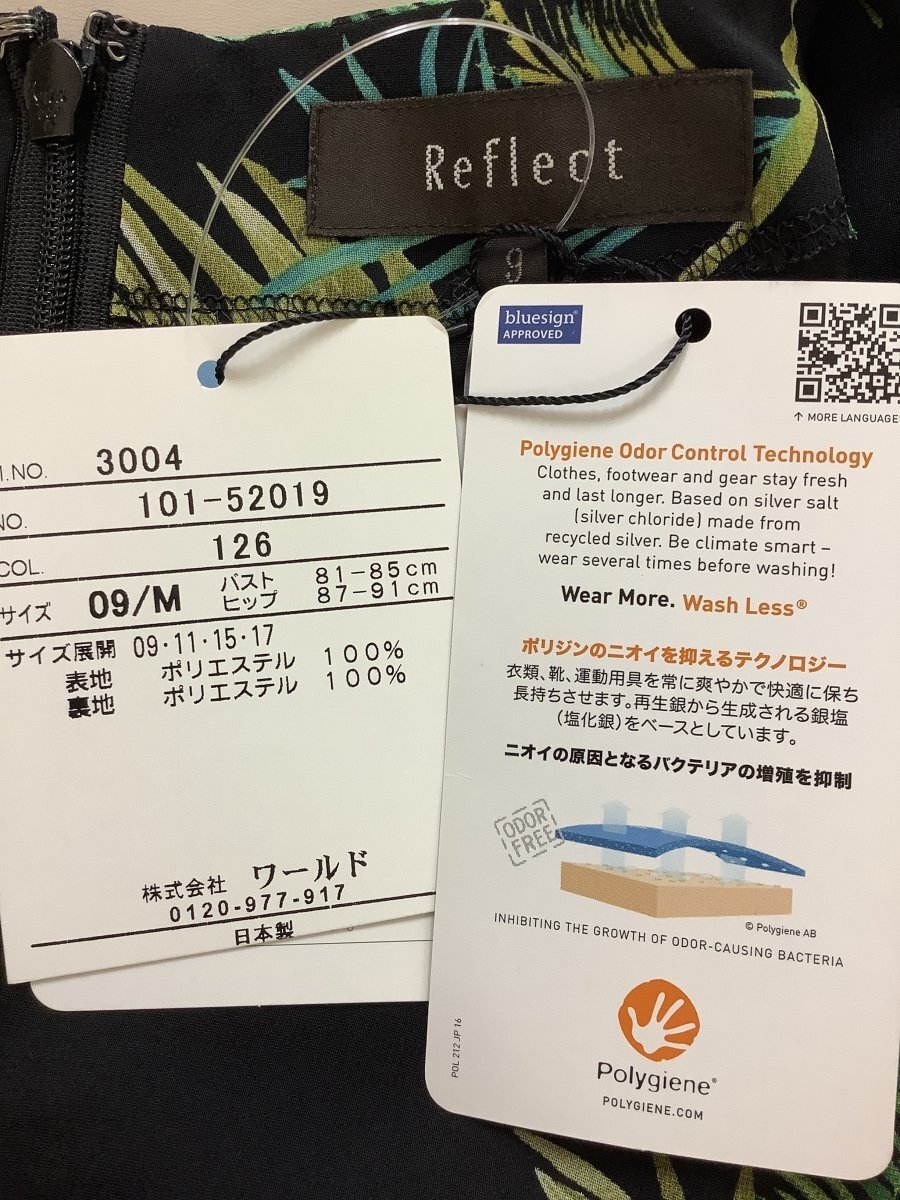 Reflect
9
I.NO. 3004
NO. 101-52019
COL. 126
サイズ 09/M バスト 81-85cm
ヒップ 87-91cm
サイズ展開 09・11・15・17
表地 ポリエステル 100%
裏地 ポリエステル 100%
株式会社 ワールド
0120-977-917
日本製
bluesign®
APPROVED
↑ MORE LANGUAGES
Polygiene Odor Control Technology
Clothes, footwear and gear stay fresh
and last longer. Based on silver salt
(silver chloride) made from
recycled silver. Be climate smart –
wear several times before washing!
Wear More. Wash Less®
ポリジンのニオイを抑えるテクノロジー
衣類、靴、運動用具を常に爽やかで快適に保ち
長持ちさせます。再生銀から生成される銀塩
（塩化銀）をベースとしています。
ニオイの原因となるバクテリアの増殖を抑制
ODOR
FREE
© Polygiene AB
INHIBITING THE GROWTH OF ODOR-CAUSING BACTERIA
POL 212 JP 16
Polygiene®
POLYGIENE.COM